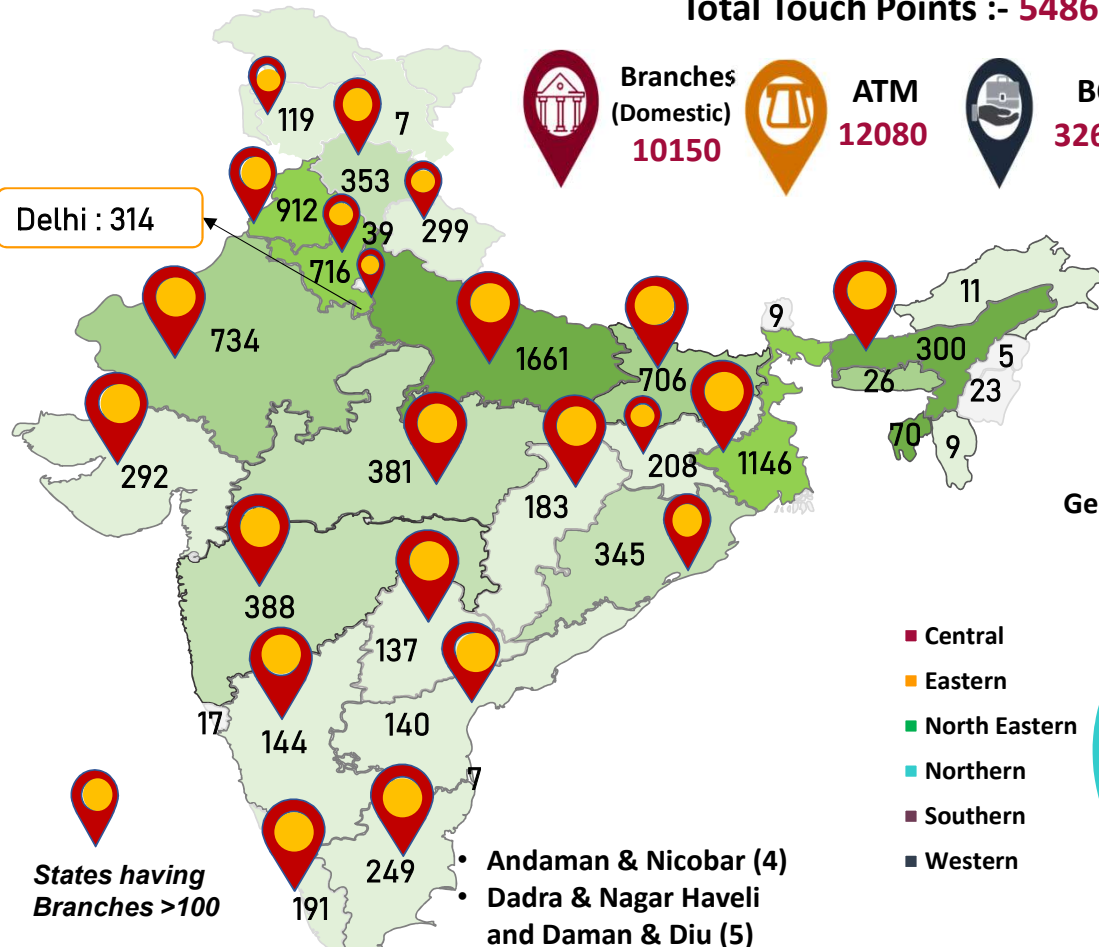 Total Touch Points :- 5486
Branches
(Domestic)
10150
ATM
12080
326
119
7
353
912
39
299
Delhi : 314
716
734
1661
706
9
11
300
5
26
23
70
9
292
381
183
208
1146
345
388
137
17
144
140
7
249
191
States having
Branches >100
• Andaman & Nicobar (4)
• Dadra & Nagar Haveli
and Daman & Diu (5)
Ge
Central
Eastern
North Eastern
Northern
Southern
Western